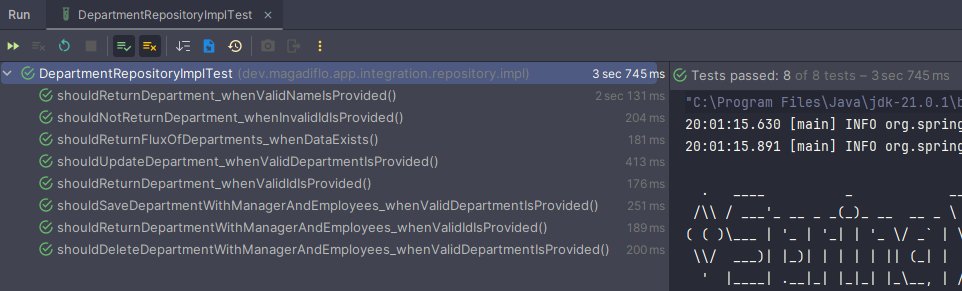 Run DepartmentRepositoryImplTest
DepartmentRepositoryImplTest (dev.magadiflo.app.integration.repository.impl) 3 sec 745 ms
shouldReturnDepartment_whenValidNameIsProvided() 2 sec 131 ms
shouldNotReturnDepartment_whenInvalidIdIsProvided() 204 ms
shouldReturnFluxOfDepartments_whenDataExists() 181 ms
shouldUpdateDepartment_whenValidDepartmentIsProvided() 413 ms
shouldReturnDepartment_whenValidIdIsProvided() 176 ms
shouldSaveDepartmentWithManagerAndEmployees_whenValidDepartmentIsProvided() 251 ms
shouldReturnDepartmentWithManagerAndEmployees_whenValidIdIsProvided() 189 ms
shouldDeleteDepartmentWithManagerAndEmployees_whenValidDepartmentIsProvided() 200 ms
Tests passed: 8 of 8 tests – 3 sec 745 ms
"C:\Program Files\Java\jdk-21.0.1\b
20:01:15.630 [main] INFO org.spring
20:01:15.891 [main] INFO org.spring